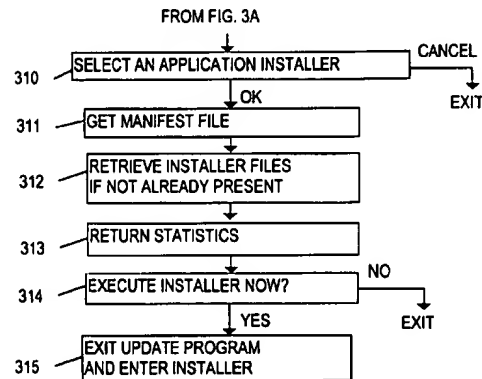 FROM FIG. 3A
310 SELECT AN APPLICATION INSTALLER CANCEL
EXIT
OK
311 GET MANIFEST FILE
312 RETRIEVE INSTALLER FILES
IF NOT ALREADY PRESENT
313 RETURN STATISTICS
314 EXECUTE INSTALLER NOW? NO
EXIT
YES
315 EXIT UPDATE PROGRAM
AND ENTER INSTALLER